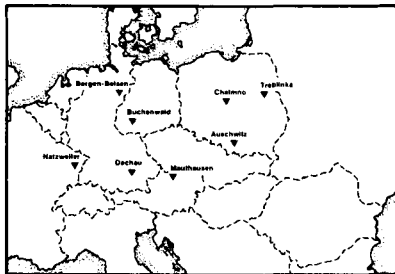 Bergen-Belsen
Chelmno
Treblinka
Buchenwald
Auschwitz
Natzweiler
Dachau
Mauthausen